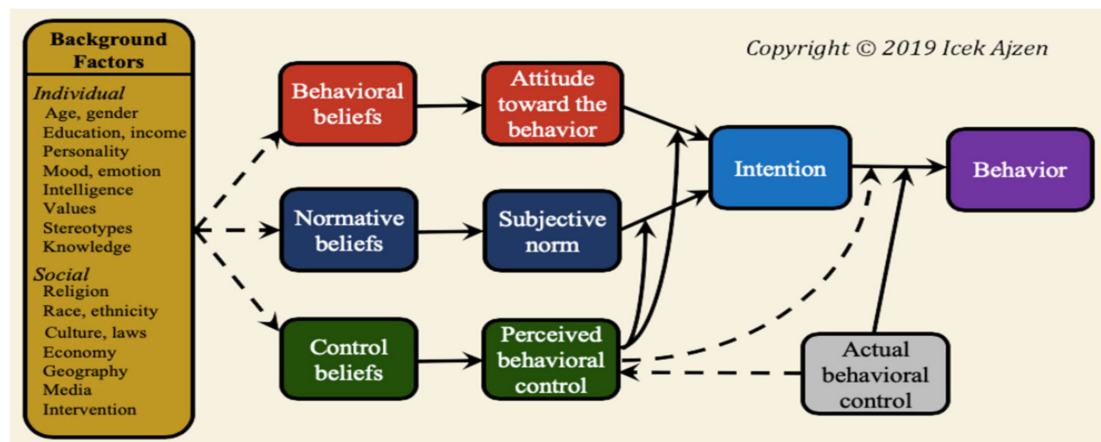 Background
Factors
Individual
Age, gender
Education, income
Personality
Mood, emotion
Intelligence
Values
Stereotypes
Knowledge
Social
Religion
Race, ethnicity
Culture, laws
Economy
Geography
Media
Intervention
Behavioral
beliefs
Normative
beliefs
Control
beliefs
Attitude
toward the
behavior
Subjective
norm
Perceived
behavioral
control
Copyright © 2019 Icek Ajzen
Intention
Behavior
Actual
behavioral
control